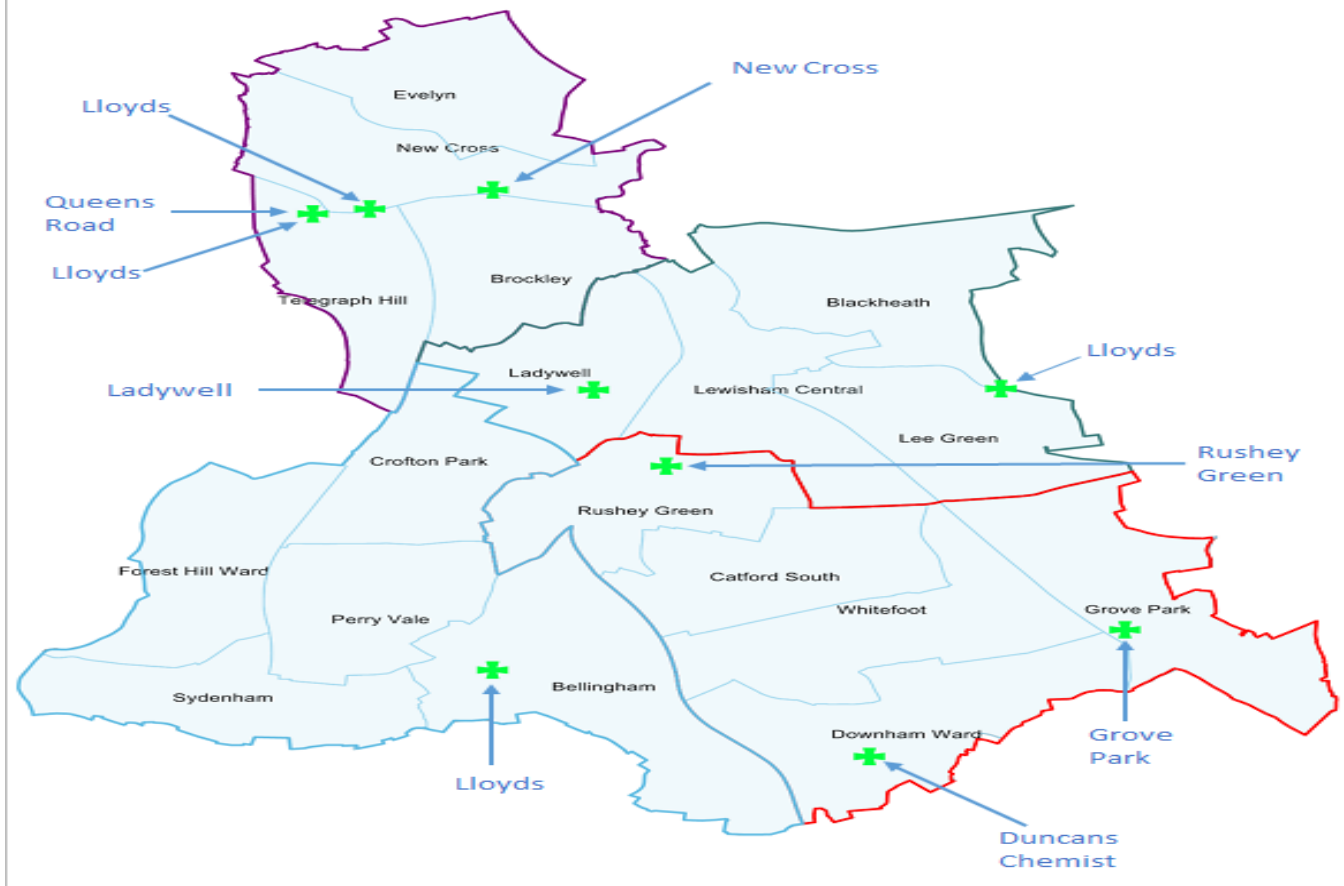 New Cross
Evelyn
Lloyds
New Cross
Queens
Road
Lloyds
Brockley
Telegraph Hill
Blackheath
Lloyds
Ladywell
Ladywell
Lewisham Central
Lee Green
Crofton Park
Rushey
Green
Rushey Green
Forest Hill Ward
Catford South
Whitefoot
Grove Park
Perry Vale
Bellingham
Sydenham
Downham Ward
Grove
Park
Lloyds
Duncans
Chemist